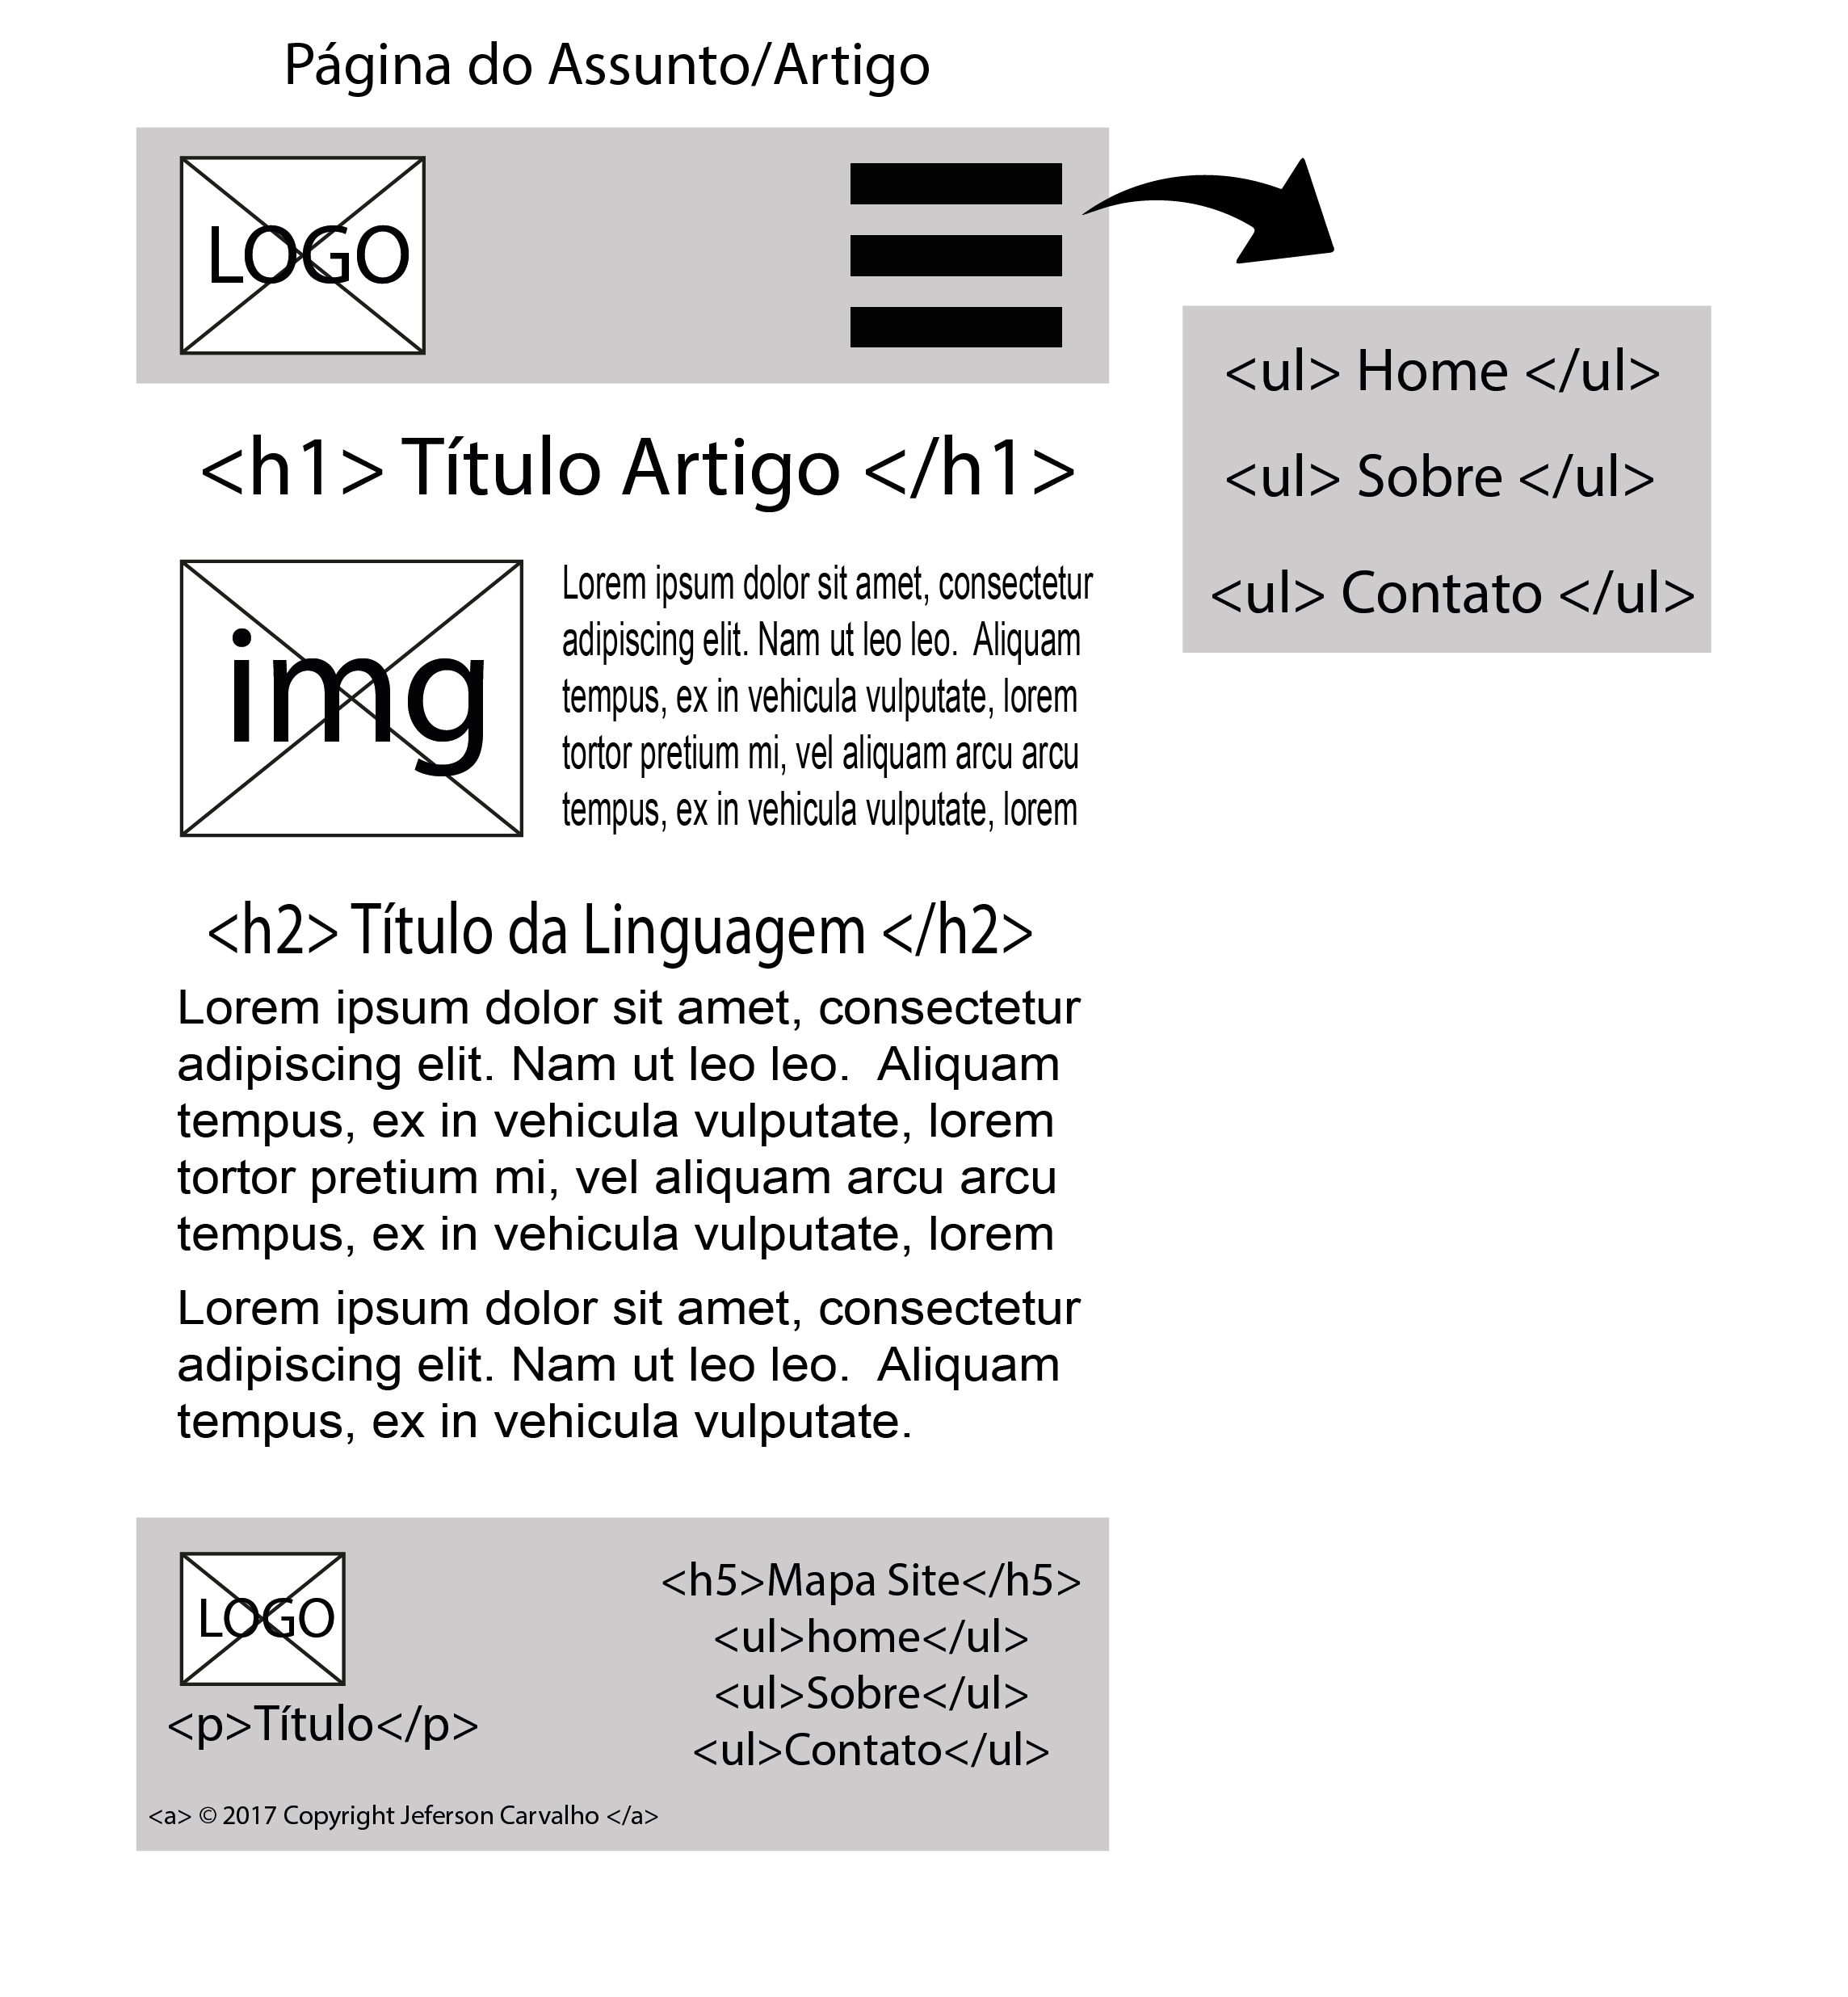 Página do Assunto/Artigo
LOGO
<ul> Home </ul>
<ul> Sobre </ul>
<ul> Contato </ul>
<h1> Título Artigo </h1>
img
Lorem ipsum dolor sit amet, consectetur
adipiscing elit. Nam ut leo leo.  Aliquam
tempus, ex in vehicula vulputate, lorem
tortor pretium mi, vel aliquam arcu arcu
tempus, ex in vehicula vulputate, lorem
<h2> Título da Linguagem </h2>
Lorem ipsum dolor sit amet, consectetur
adipiscing elit. Nam ut leo leo.  Aliquam
tempus, ex in vehicula vulputate, lorem
tortor pretium mi, vel aliquam arcu arcu
tempus, ex in vehicula vulputate, lorem
Lorem ipsum dolor sit amet, consectetur
adipiscing elit. Nam ut leo leo.  Aliquam
tempus, ex in vehicula vulputate.
LOGO
<p>Título</p>
<h5>Mapa Site</h5>
<ul>home</ul>
<ul>Sobre</ul>
<ul>Contato</ul>
<a> © 2017 Copyright Jeferson Carvalho </a>